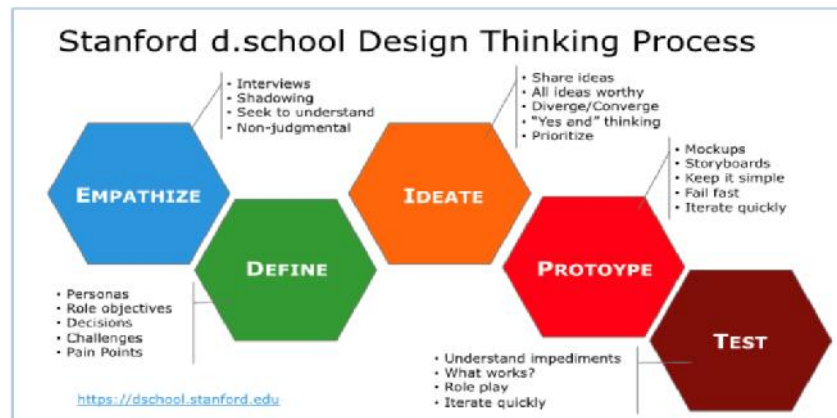 Stanford d.school Design Thinking Process
• Interviews
• Shadowing
• Seek to understand
• Non-judgmental
EMPATHIZE
• Personas
• Role objectives
• Decisions
• Challenges
• Pain Points
DEFINE
• Share ideas
• All ideas worthy
• Diverge/Converge
• “Yes and” thinking
• Prioritize
IDEATE
• Mockups
• Storyboards
• Keep it simple
• Fail fast
• Iterate quickly
PROTOYPE
• Understand impediments
• What works?
• Role play
• Iterate quickly
TEST
https://dschool.stanford.edu